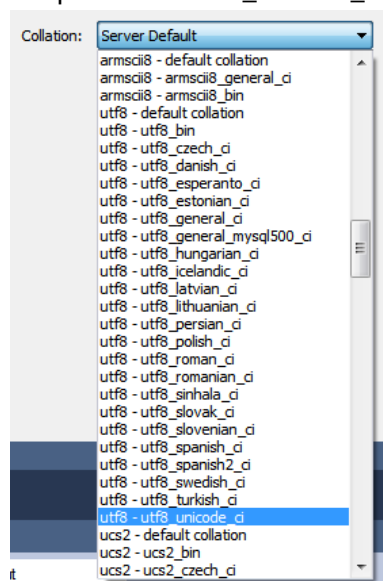 Collation: Server Default
armscii8 - default collation
armscii8 - armscii8_general_ci
armscii8 - armscii8_bin
utf8 - default collation
utf8 - utf8_bin
utf8 - utf8_czech_ci
utf8 - utf8_danish_ci
utf8 - utf8_esperanto_ci
utf8 - utf8_estonian_ci
utf8 - utf8_general_ci
utf8 - utf8_general_mysql500_ci
utf8 - utf8_hungarian_ci
utf8 - utf8_icelandic_ci
utf8 - utf8_latvian_ci
utf8 - utf8_lithuanian_ci
utf8 - utf8_persian_ci
utf8 - utf8_polish_ci
utf8 - utf8_roman_ci
utf8 - utf8_romanian_ci
utf8 - utf8_sinhala_ci
utf8 - utf8_slovak_ci
utf8 - utf8_slovenian_ci
utf8 - utf8_spanish_ci
utf8 - utf8_spanish2_ci
utf8 - utf8_swedish_ci
utf8 - utf8_turkish_ci
utf8 - utf8_unicode_ci
ucs2 - default collation
ucs2 - ucs2_bin
ucs2 - ucs2_czech_ci